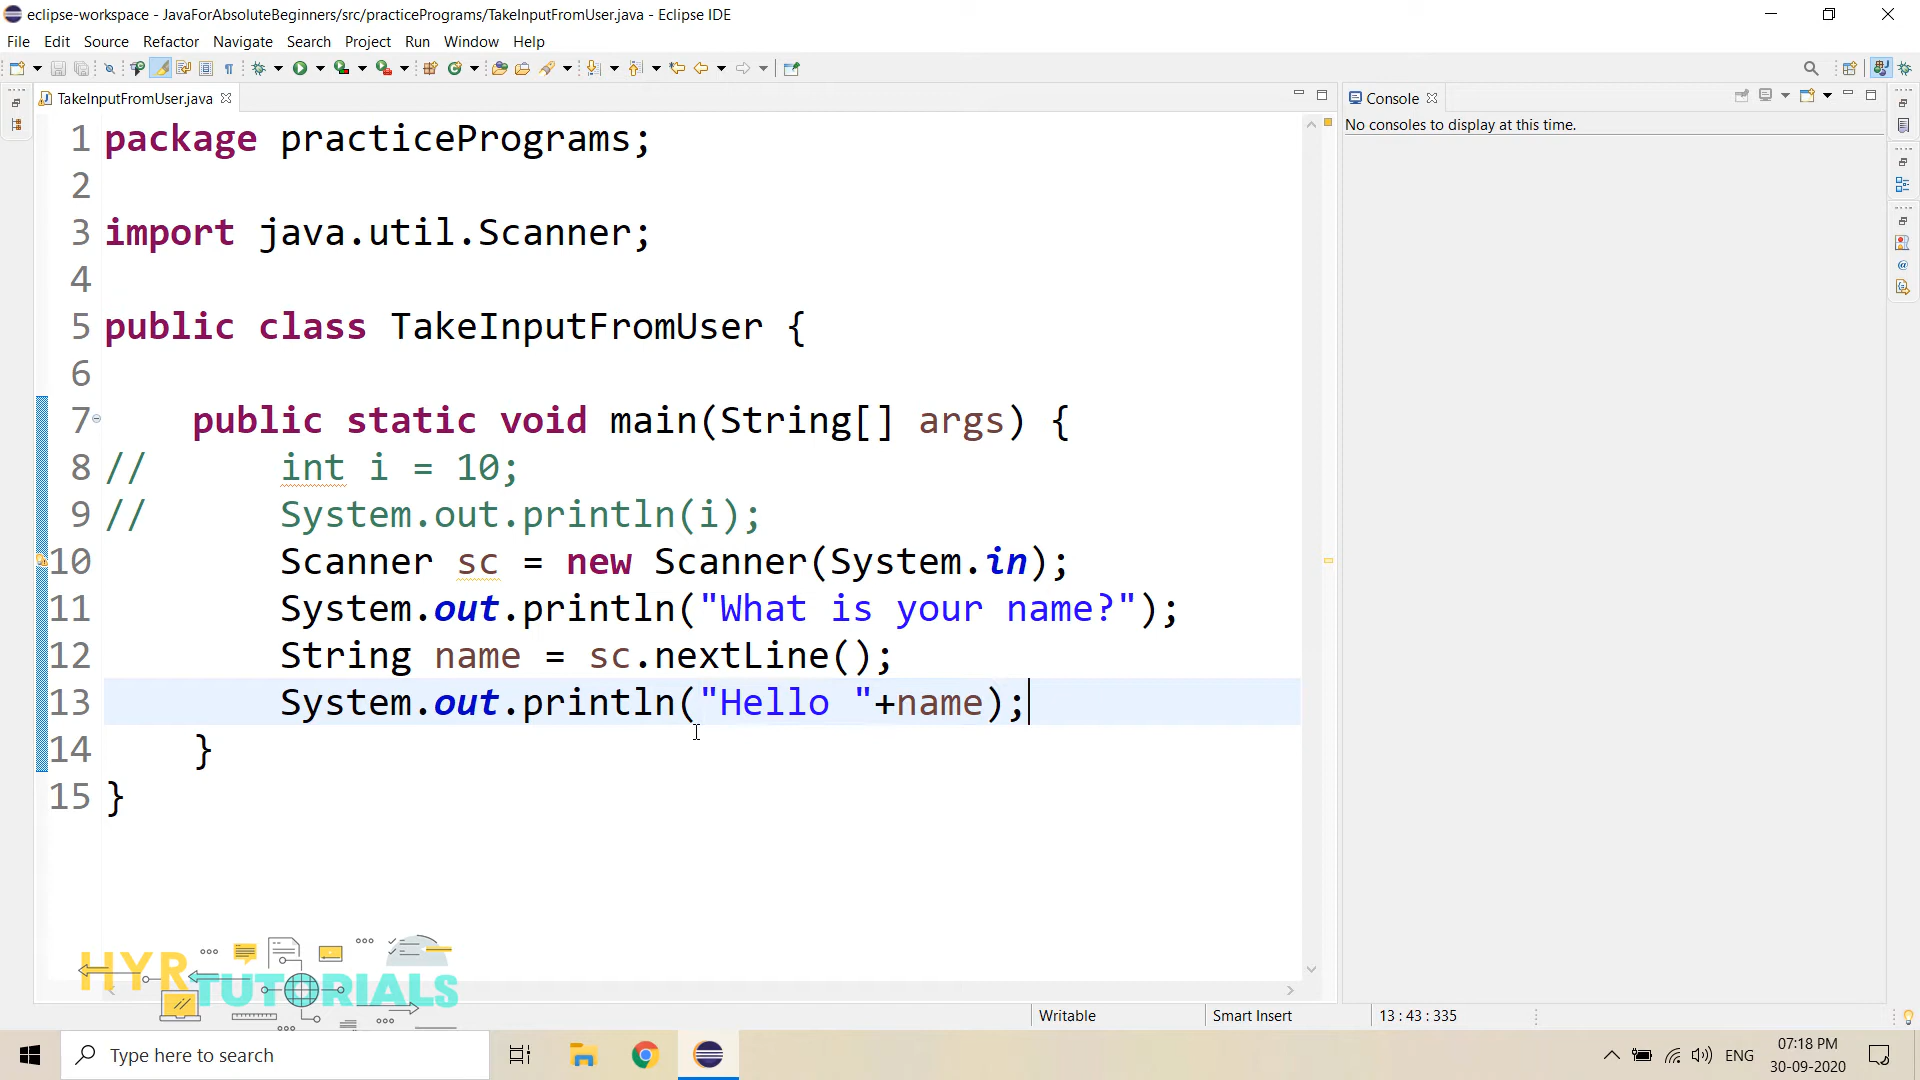 eclipse-workspace - JavaForAbsoluteBeginners/src/practicePrograms/TakeInputFromUser.java - Eclipse IDE
File Edit Source Refactor Navigate Search Project Run Window Help
TakeInputFromUser.java
Console
No consoles to display at this time.
1 package practicePrograms;
2
3 import java.util.Scanner;
4
5 public class TakeInputFromUser {
6
7 public static void main(String[] args) {
8 // int i = 10;
9 // System.out.println(i);
10 Scanner sc = new Scanner(System.in);
11 System.out.println("What is your name?");
12 String name = sc.nextLine();
13 System.out.println("Hello "+name);
14 }
15 }
HYR
TUTORIALS
Writable Smart Insert 13 : 43 : 335
Type here to search
ENG
07:18 PM
30-09-2020